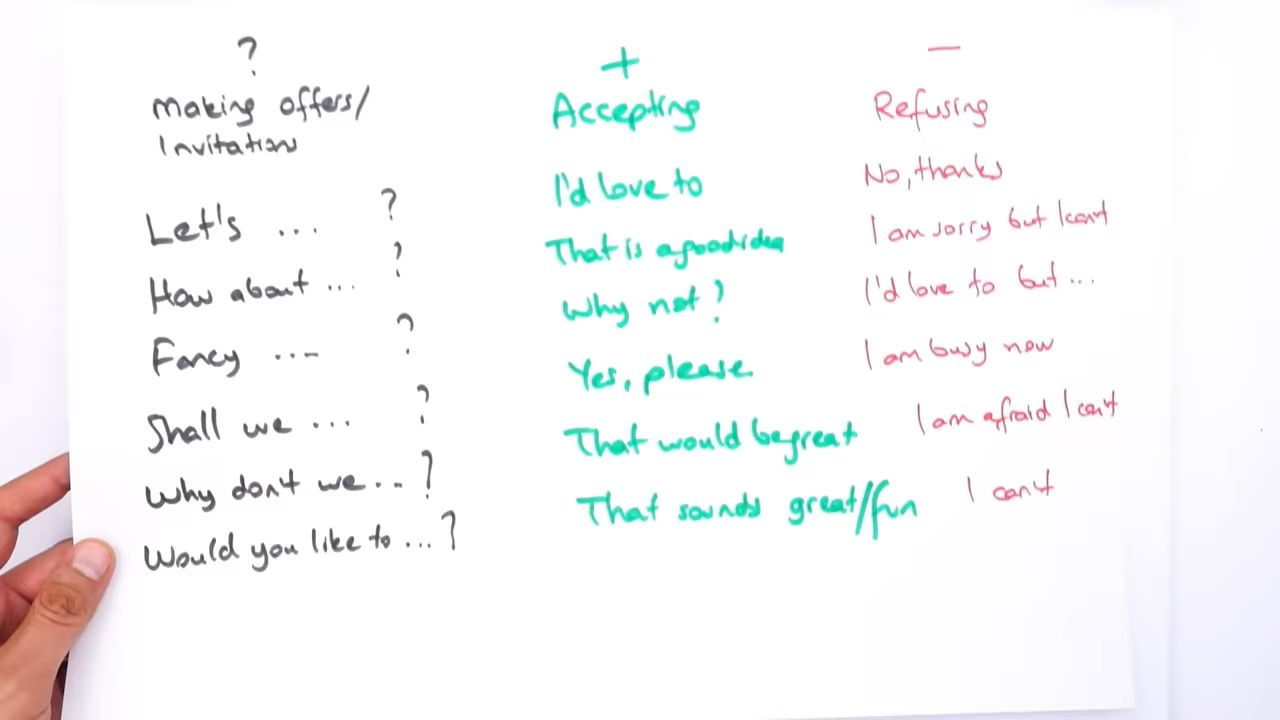 ?
Making offers/
Invitations
Let's ... ?
How about ... ?
Fancy .... ?
Shall we ... ?
Why don't we ... ?
Would you like to ... ?
+
Accepting
I'd love to
That is a good idea
Why not?
Yes, please
That would be great
That sounds great/fun
—
Refusing
No, thanks
I am sorry but I can't
I'd love to but ...
I am busy now
I am afraid I can't
I can't